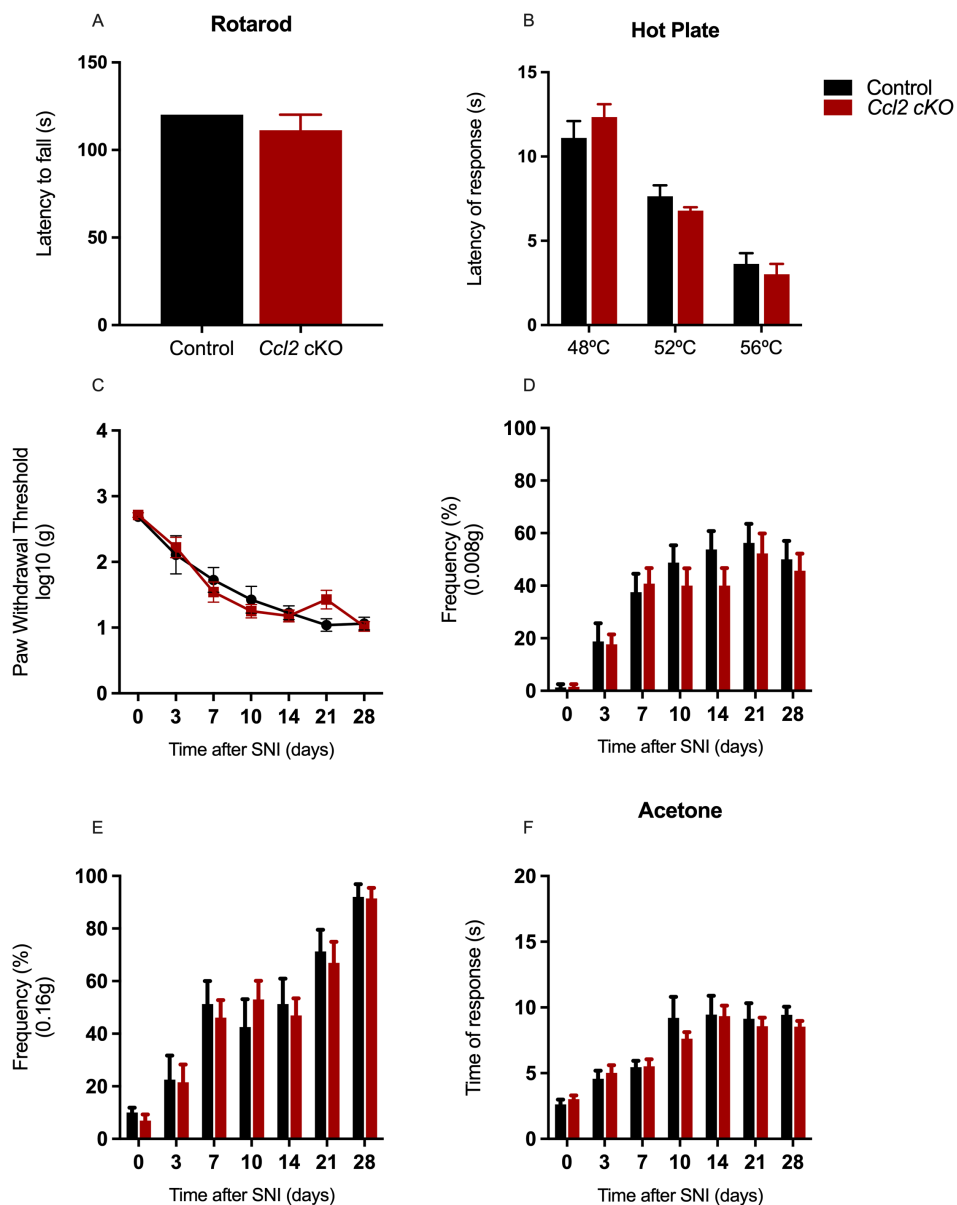 A
Rotarod
Latency to fall (s)
150
100
50
0
Control
Ccl2 cKO
B
Hot Plate
Latency of response (s)
15
10
5
0
48ºC
52ºC
56ºC
Control
Ccl2 cKO
C
Paw Withdrawal Threshold
log10 (g)
4
3
2
1
0
0 3 7 10 14 21 28
Time after SNI (days)
D
Frequency (%)
(0.008g)
100
80
60
40
20
0
0 3 7 10 14 21 28
Time after SNI (days)
E
Frequency (%)
(0.16g)
100
80
60
40
20
0
0 3 7 10 14 21 28
Time after SNI (days)
F
Acetone
Time of response (s)
20
15
10
5
0
0 3 7 10 14 21 28
Time after SNI (days)